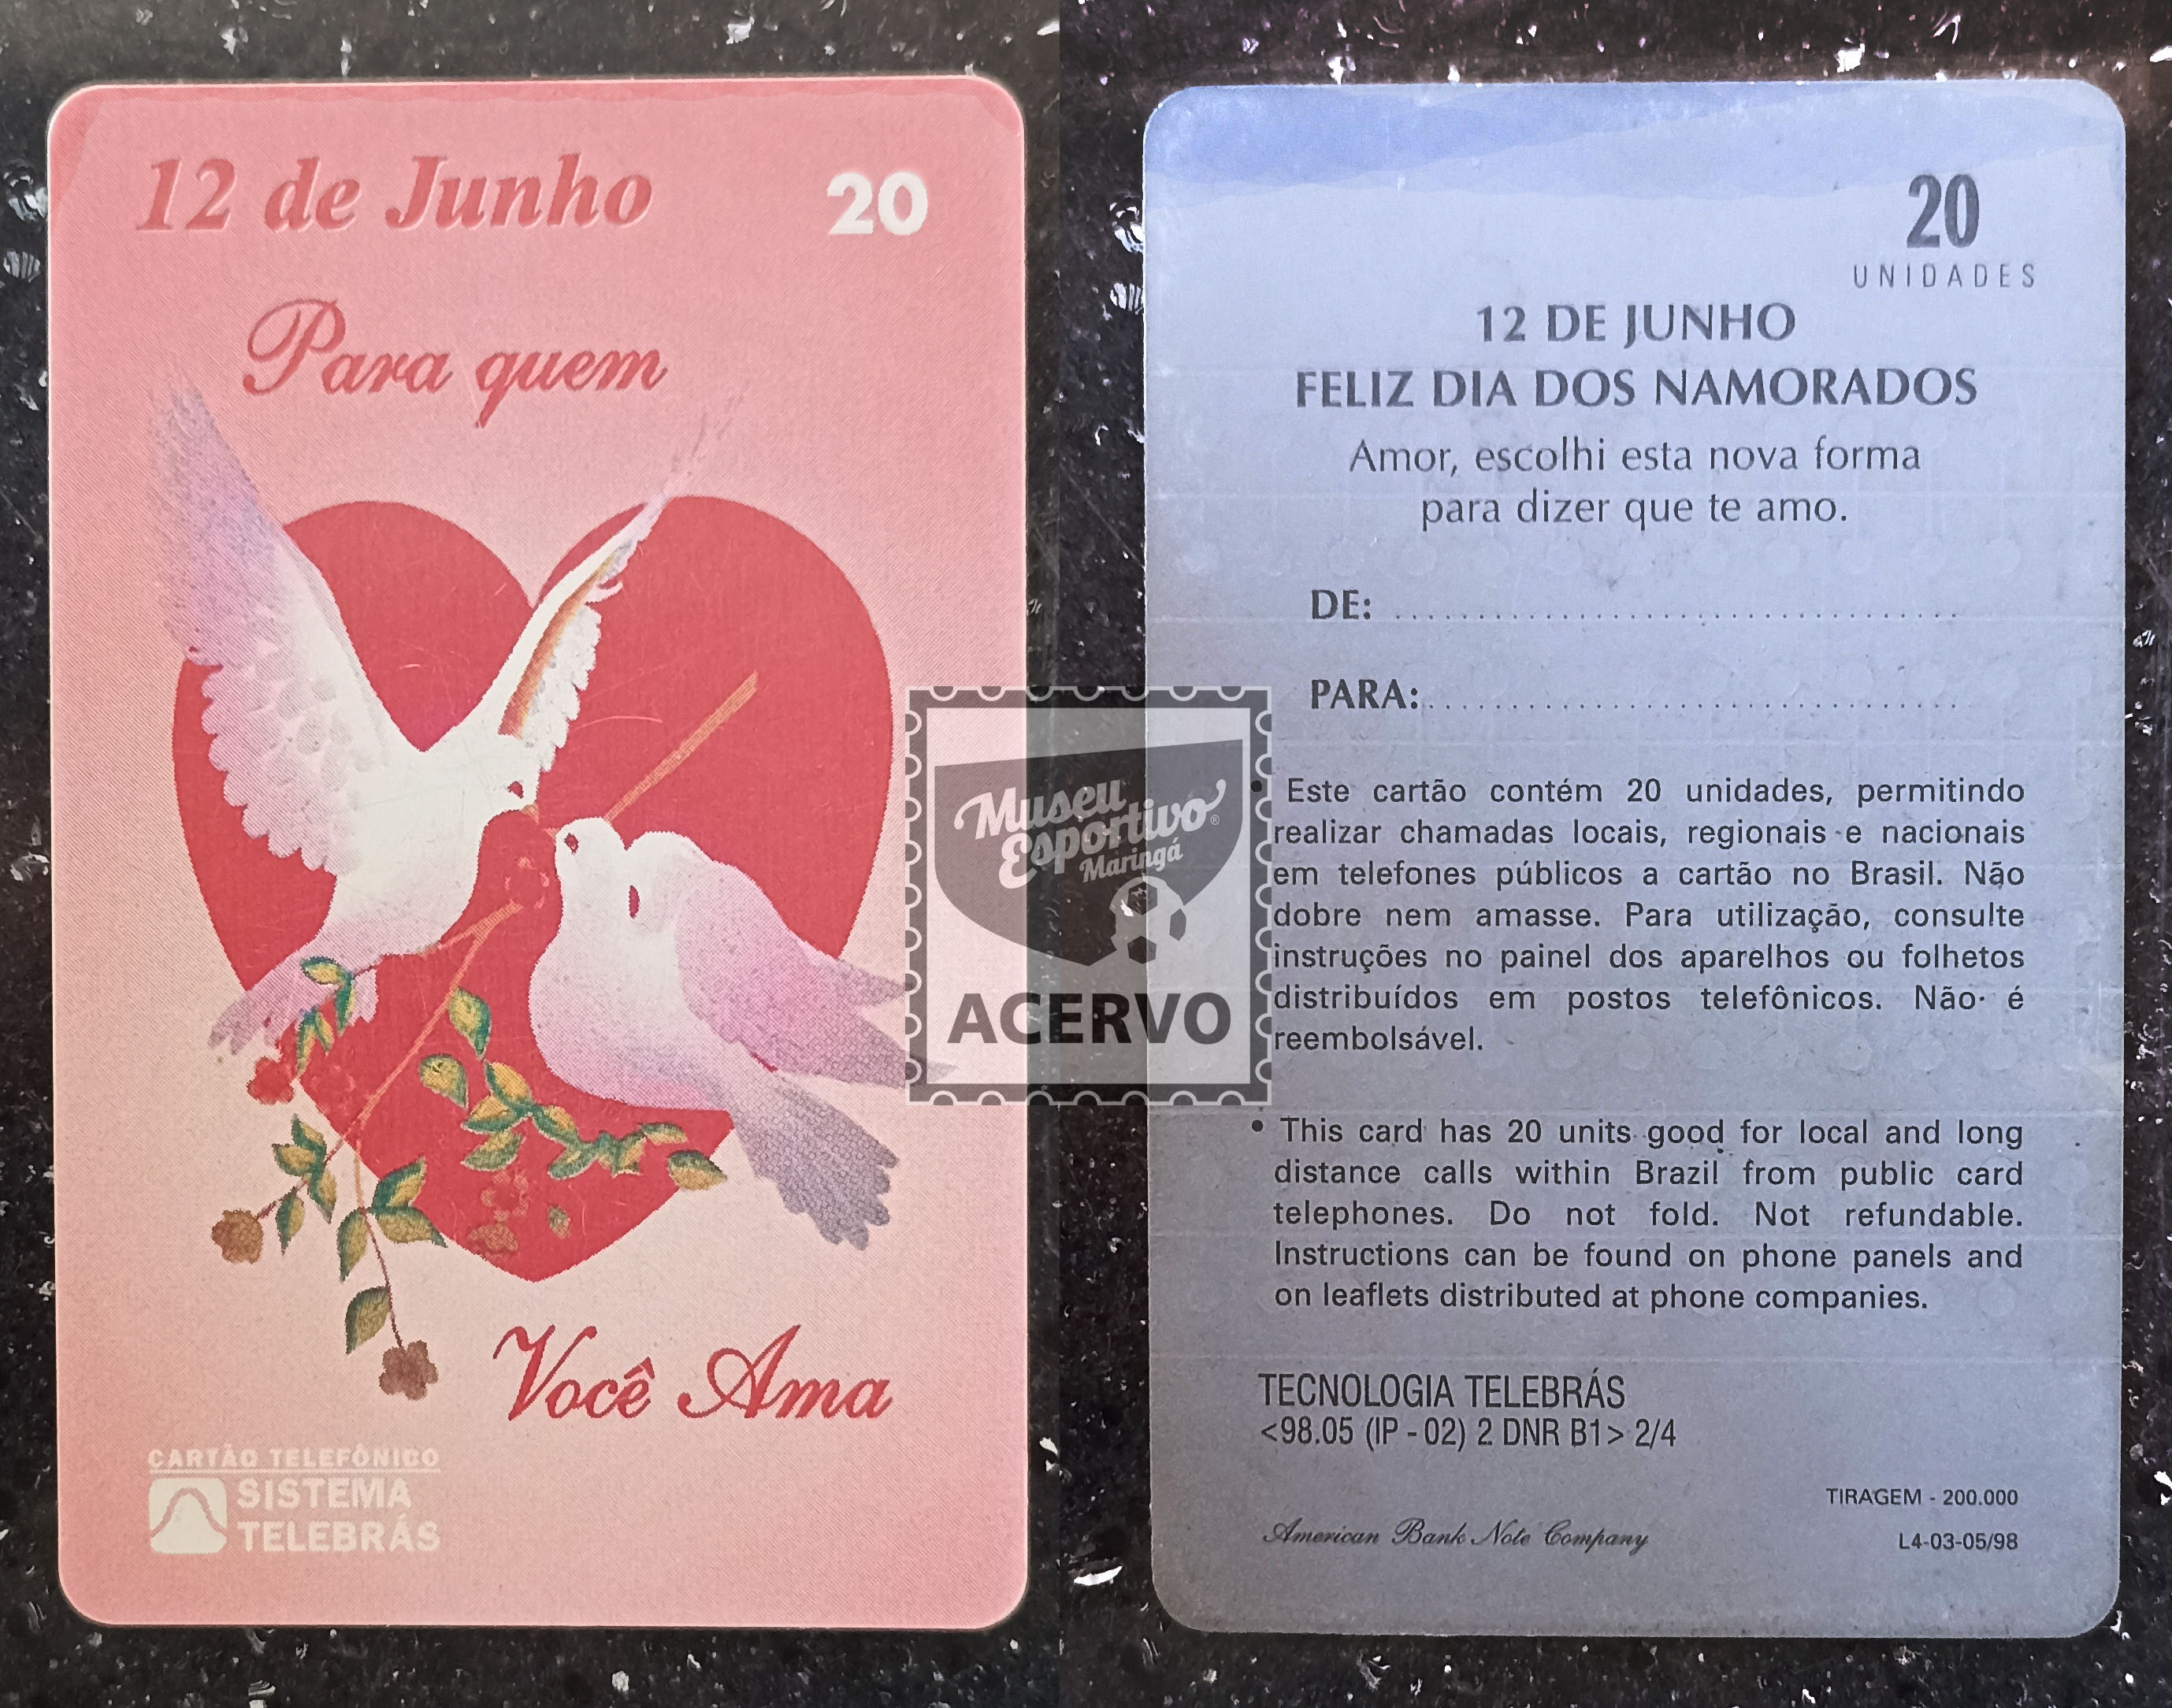 12 de Junho
20
Para quem
Você Ama
CARTÃO TELEFÔNICO
SISTEMA
TELEBRÁS
Museu
Esportivo®
Maringá
ACERVO
20
UNIDADES
12 DE JUNHO
FELIZ DIA DOS NAMORADOS
Amor, escolhi esta nova forma
para dizer que te amo.
DE: ..................................
PARA: ................................
• Este cartão contém 20 unidades, permitindo
realizar chamadas locais, regionais e nacionais
em telefones públicos a cartão no Brasil. Não
dobre nem amasse. Para utilização, consulte
instruções no painel dos aparelhos ou folhetos
distribuídos em postos telefônicos. Não é
reembolsável.
• This card has 20 units good for local and long
distance calls within Brazil from public card
telephones. Do not fold. Not refundable.
Instructions can be found on phone panels and
on leaflets distributed at phone companies.
TECNOLOGIA TELEBRÁS
<98.05 (IP - 02) 2 DNR B1> 2/4
TIRAGEM - 200.000
American Bank Note Company
L4-03-05/98